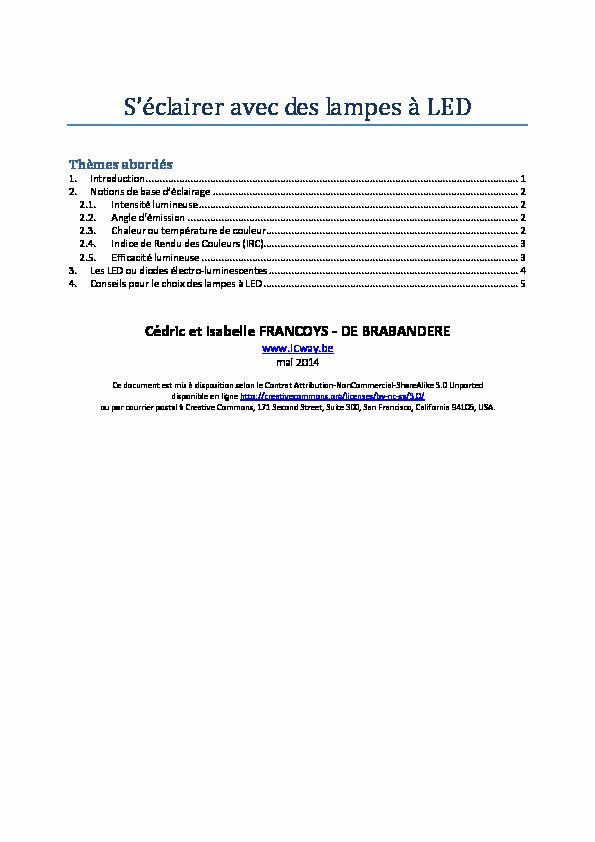 S'éclairer avec des lampes à LED
Thèmes abordés
1. Introduction 1
2. Notions de base d'éclairage 2
2.1. Intensité lumineuse 2
2.2. Angle d'émission 2
2.3. Chaleur ou température de couleur 2
2.4. Indice de Rendu des Couleurs (IRC) 3
2.5. Efficacité lumineuse 3
3. Les LED ou diodes électro-luminescentes 4
4. Conseils pour le choix des lampes à LED 5
Cédric et Isabelle FRANCOYS - DE BRABANDERE
www.ICway.be
mai 2014
Ce document est mis à disposition selon le Contrat Attribution-NonCommercial-ShareAlike 3.0 Unported
disponible en ligne http://creativecommons.org/licenses/by-nc-sa/3.0/
ou par courrier postal à Creative Commons, 171 Second Street, Suite 300, San Francisco, California 94105, USA.